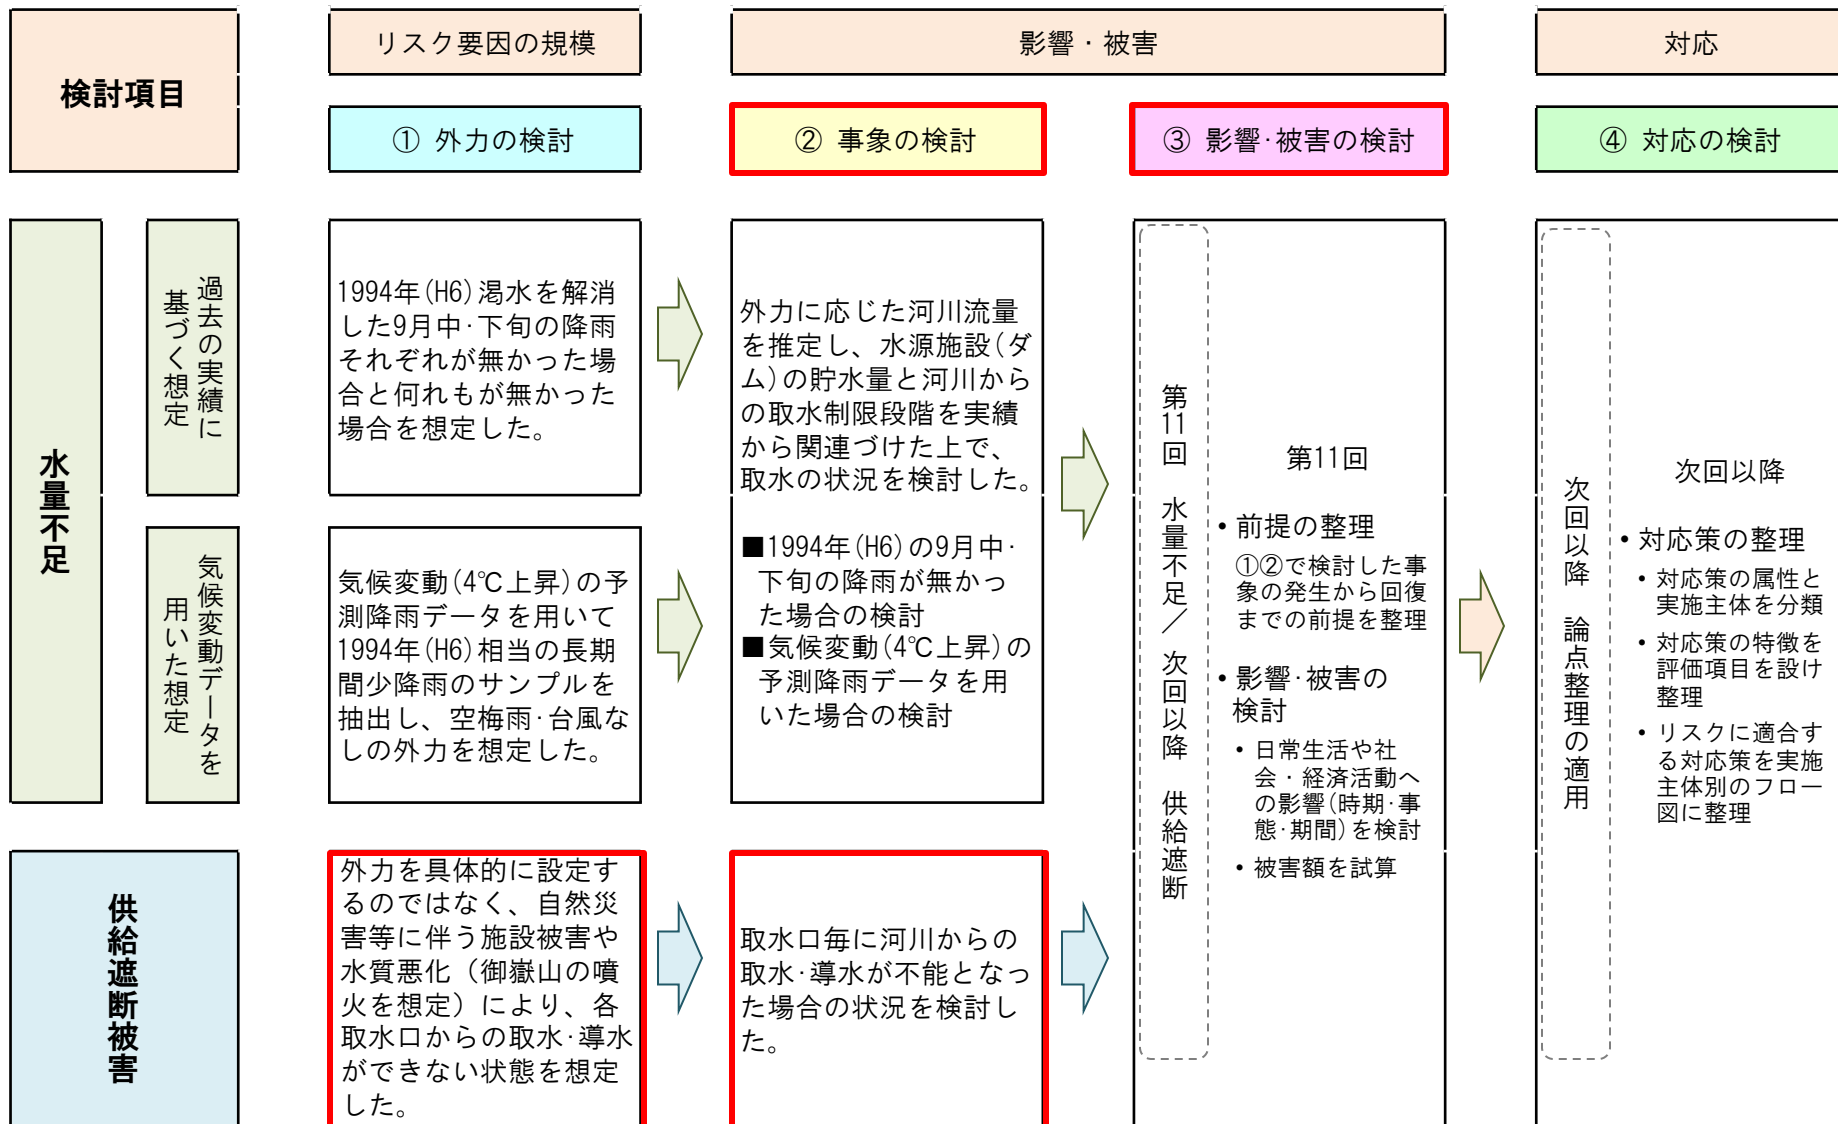 検討項目
リスク要因の規模
影響・被害
対応
① 外力の検討
② 事象の検討
③ 影響･被害の検討
④ 対応の検討
水量不足
過去の実績に
基づく想定
1994年(H6)渇水を解消
した9月中･下旬の降雨
それぞれが無かった場
合と何れもが無かった
場合を想定した。
気候変動データを
用いた想定
気候変動(4℃上昇)の予
測降雨データを用いて
1994年(H6)相当の長期
間少降雨のサンプルを
抽出し、空梅雨･台風な
しの外力を想定した。
外力に応じた河川流量
を推定し、水源施設(ダ
ム)の貯水量と河川から
の取水制限段階を実績
から関連づけた上で、
取水の状況を検討した。
■1994年(H6)の9月中･
下旬の降雨が無かっ
た場合の検討
■気候変動(4℃上昇)の
予測降雨データを用
いた場合の検討
第11回 水量不足／次回以降 供給遮断
第11回
• 前提の整理
①②で検討した事
象の発生から回復
までの前提を整理
• 影響･被害の
検討
• 日常生活や社
会・経済活動へ
の影響(時期･事
態･期間)を検討
• 被害額を試算
次回以降 論点整理の適用
次回以降
• 対応策の整理
• 対応策の属性と
実施主体を分類
• 対応策の特徴を
評価項目を設け
整理
• リスクに適合す
る対応策を実施
主体別のフロー
図に整理
供給遮断被害
外力を具体的に設定す
るのではなく、自然災
害等に伴う施設被害や
水質悪化（御嶽山の噴
火を想定）により、各
取水口からの取水･導水
ができない状態を想定
した。
取水口毎に河川からの
取水･導水が不能となっ
た場合の状況を検討し
た。